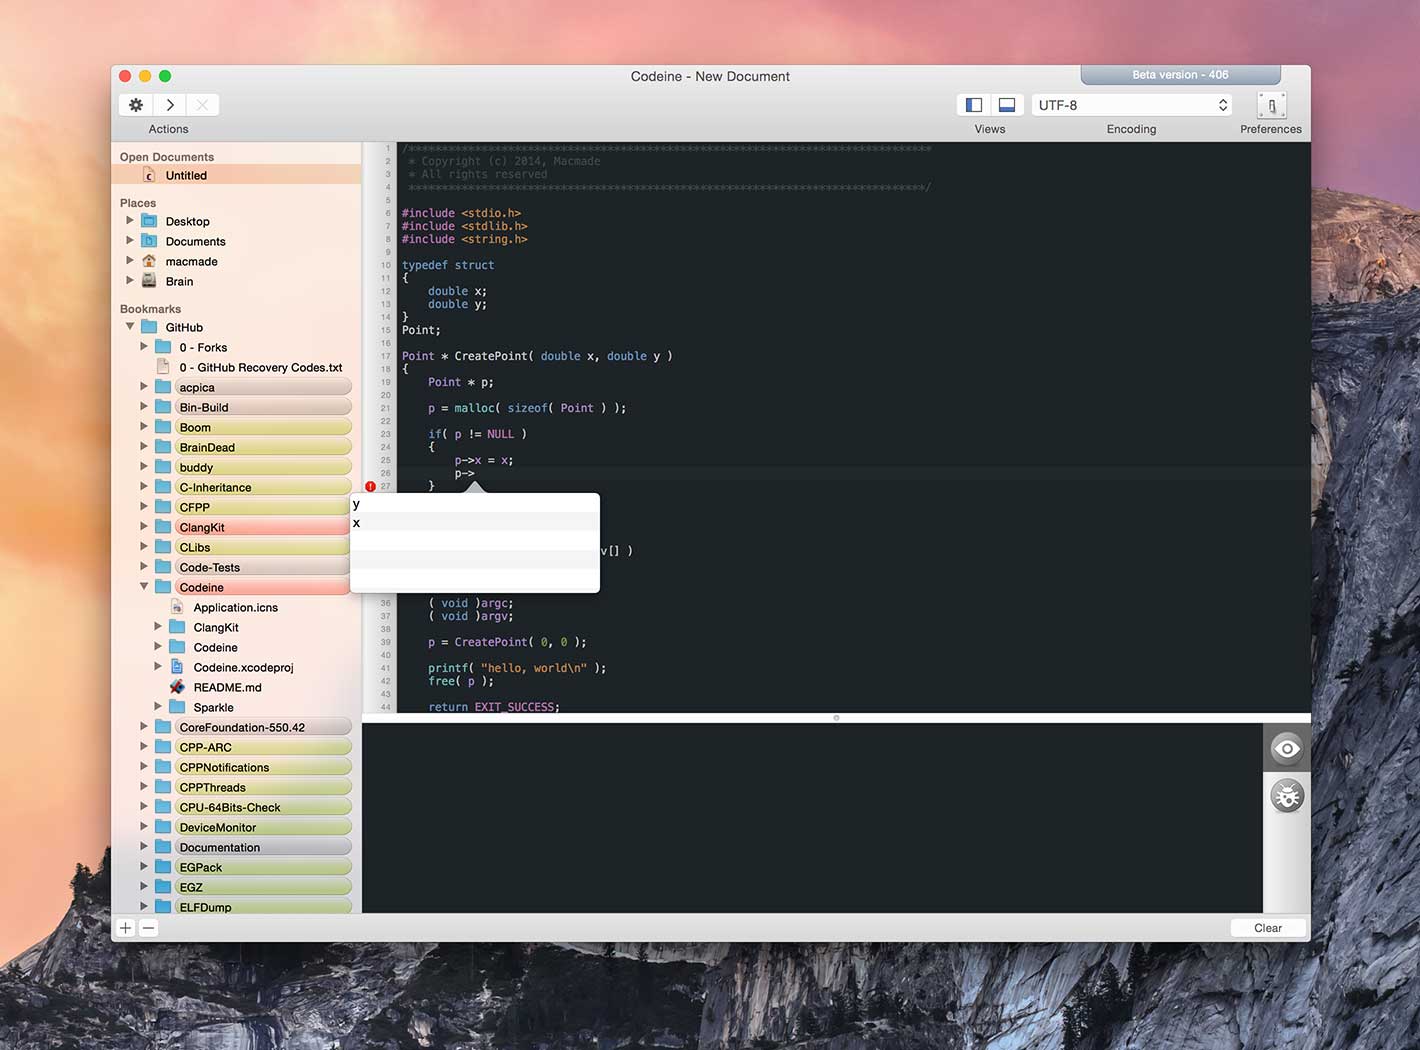 Codeine - New Document
Beta version - 406
Actions
Views
UTF-8
Encoding
Preferences
Open Documents
Untitled
Places
Desktop
Documents
macmade
Brain
Bookmarks
GitHub
0 - Forks
0 - GitHub Recovery Codes.txt
acpica
Bin-Build
Boom
BrainDead
buddy
C-Inheritance
CFPP
ClangKit
CLibs
Code-Tests
Codeine
Application.icns
ClangKit
Codeine
Codeine.xcodeproj
README.md
Sparkle
CoreFoundation-550.42
CPP-ARC
CPPNotifications
CPPThreads
CPU-64Bits-Check
DeviceMonitor
Documentation
EGPack
EGZ
ELFDump
1
2 * Copyright (c) 2014, Macmade
3 * All rights reserved
4
5
6 #include <stdio.h>
7 #include <stdlib.h>
8 #include <string.h>
9
10 typedef struct
11 {
12 double x;
13 double y;
14 }
15 Point;
16
17 Point * CreatePoint( double x, double y )
18 {
19 Point * p;
20
21 p = malloc( sizeof( Point ) );
22
23 if( p != NULL )
24 {
25 p->x = x;
26 p->
27 }
y
x
v[] )
36 ( void )argc;
37 ( void )argv;
38
39 p = CreatePoint( 0, 0 );
40
41 printf( "hello, world\n" );
42 free( p );
43
44 return EXIT_SUCCESS;
Clear